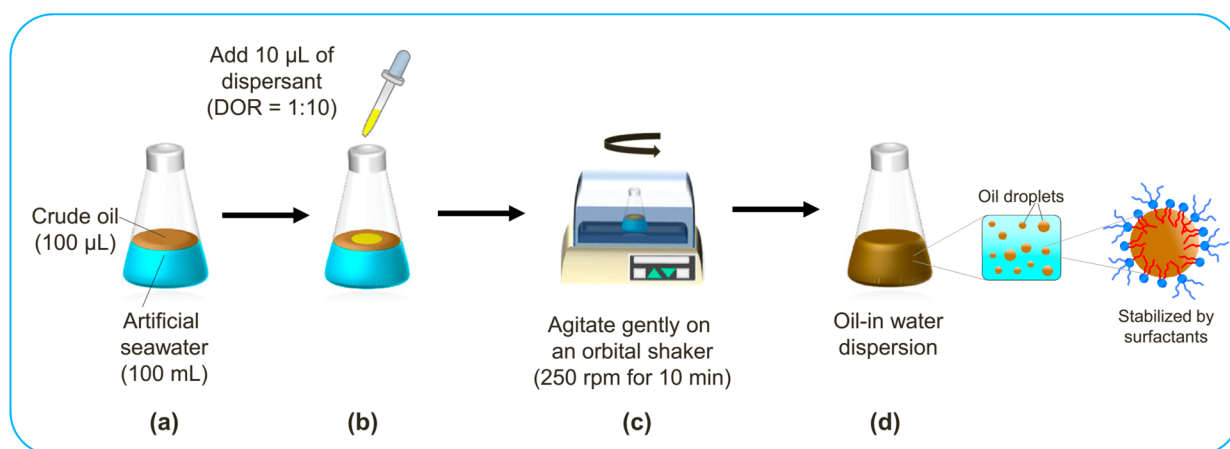 Add 10 µL of
dispersant
(DOR = 1:10)
Crude oil
(100 µL)
Artificial
seawater
(100 mL)
Agitate gently on
an orbital shaker
(250 rpm for 10 min)
Oil-in water
dispersion
Oil droplets
Stabilized by
surfactants
(a)
(b)
(c)
(d)